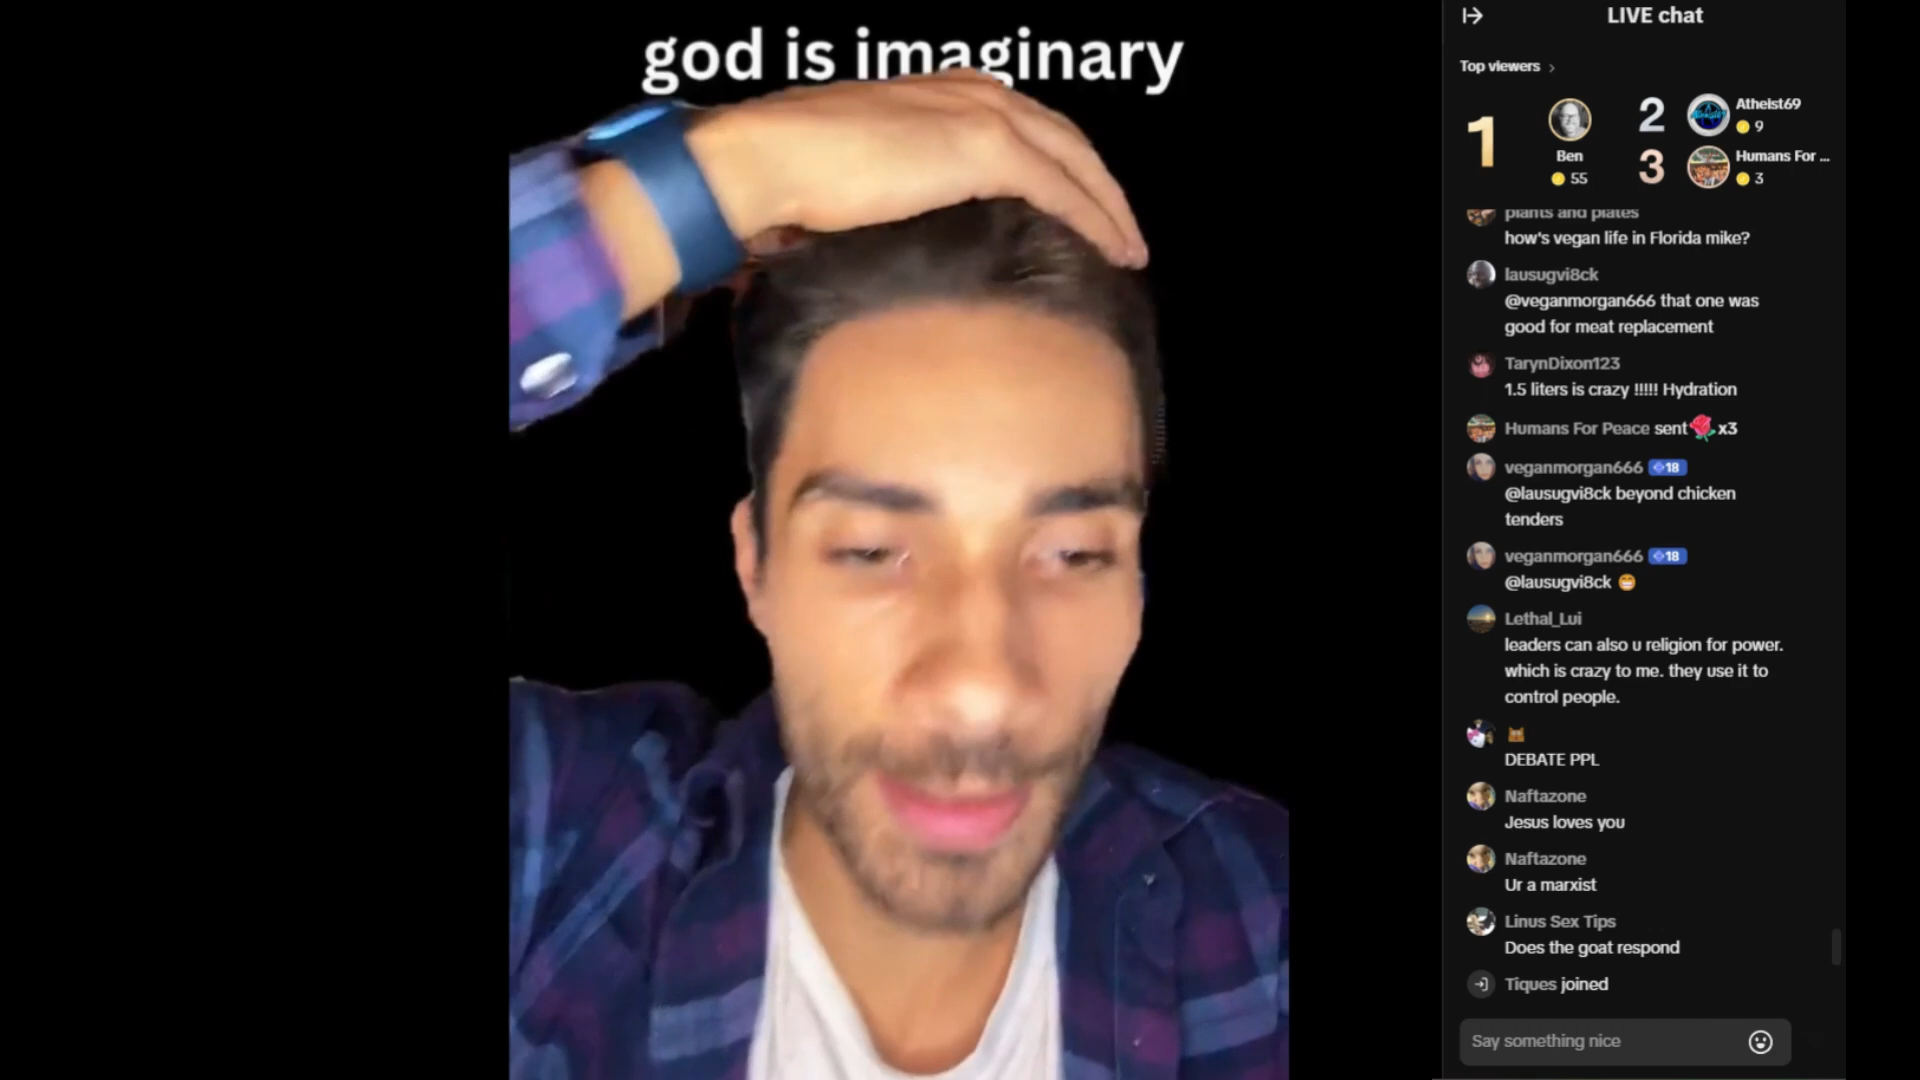 god is imaginary
LIVE chat
Top viewers
1
Ben
55
2
Atheist69
9
3
Humans For ...
3
plants and plates
how's vegan life in Florida mike?
lausugvi8ck
@veganmorgan666 that one was
good for meat replacement
TarynDixon123
1.5 liters is crazy !!!!! Hydration
Humans For Peace sent x3
veganmorgan666 18
@lausugvi8ck beyond chicken
tenders
veganmorgan666 18
@lausugvi8ck 😁
Lethal_Lui
leaders can also u religion for power.
which is crazy to me. they use it to
control people.
DEBATE PPL
Naftazone
Jesus loves you
Naftazone
Ur a marxist
Linus Sex Tips
Does the goat respond
Tiques joined
Say something nice